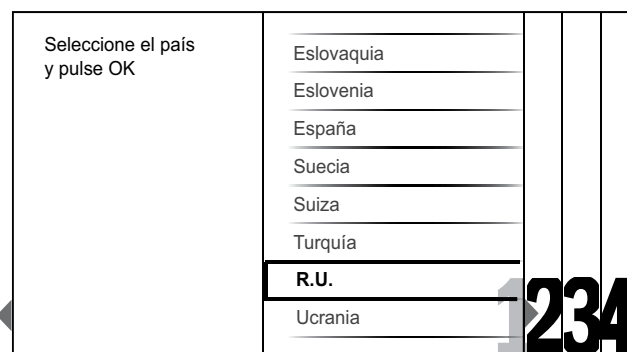 Seleccione el país
y pulse OK
Eslovaquia
Eslovenia
España
Suecia
Suiza
Turquía
R.U.
Ucrania
1234